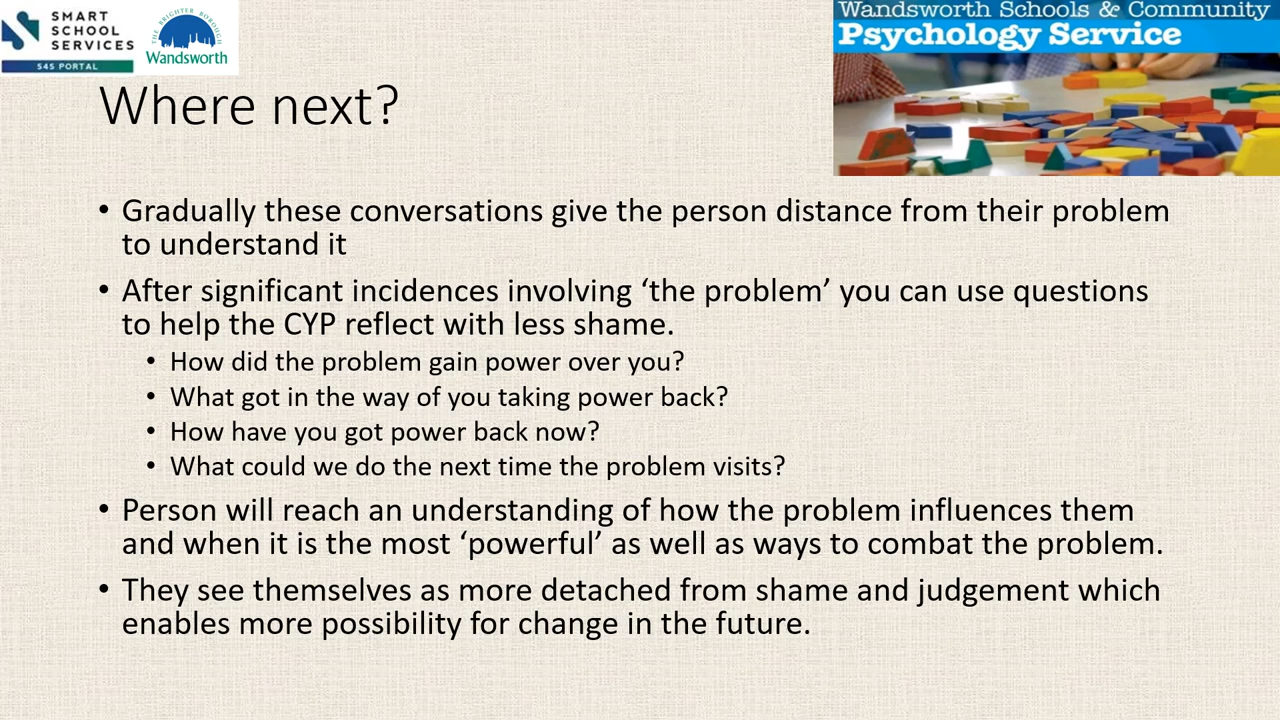 SMART
SCHOOL
SERVICES
S4S PORTAL
THE BRIGHTER BOROUGH
Wandsworth
Wandsworth Schools & Community
Psychology Service
Where next?
• Gradually these conversations give the person distance from their problem
to understand it
• After significant incidences involving ‘the problem’ you can use questions
to help the CYP reflect with less shame.
• How did the problem gain power over you?
• What got in the way of you taking power back?
• How have you got power back now?
• What could we do the next time the problem visits?
• Person will reach an understanding of how the problem influences them
and when it is the most ‘powerful’ as well as ways to combat the problem.
• They see themselves as more detached from shame and judgement which
enables more possibility for change in the future.